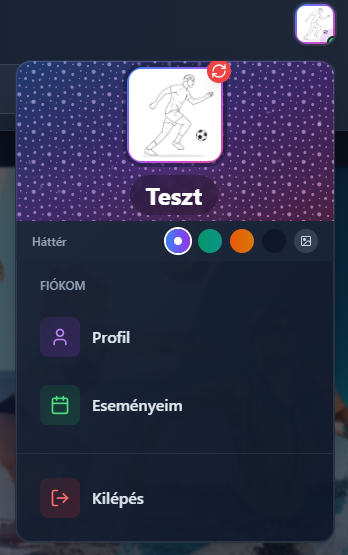 Teszt
Háttér
FIÓKOM
Profil
Eseményeim
Kilépés